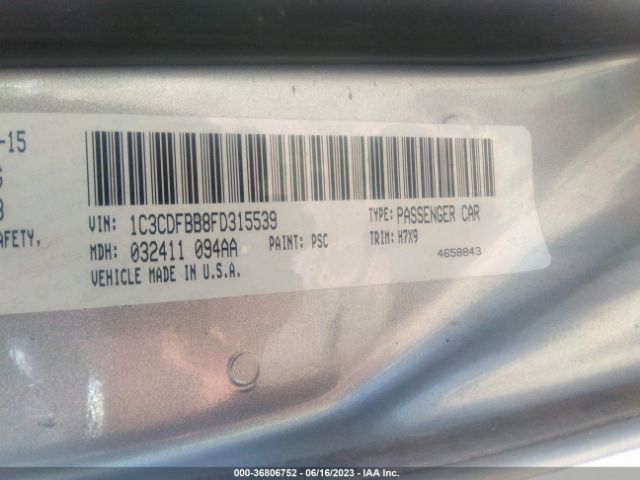 -15
G
8
AFETY,
VIN: 1C3CDFBB8FD315539 TYPE: PASSENGER CAR
MDH: 032411 094AA PAINT: PSC TRIM: H7X9
VEHICLE MADE IN U.S.A. 4658843
000-36806752 - 06/16/2023 - IAA Inc.